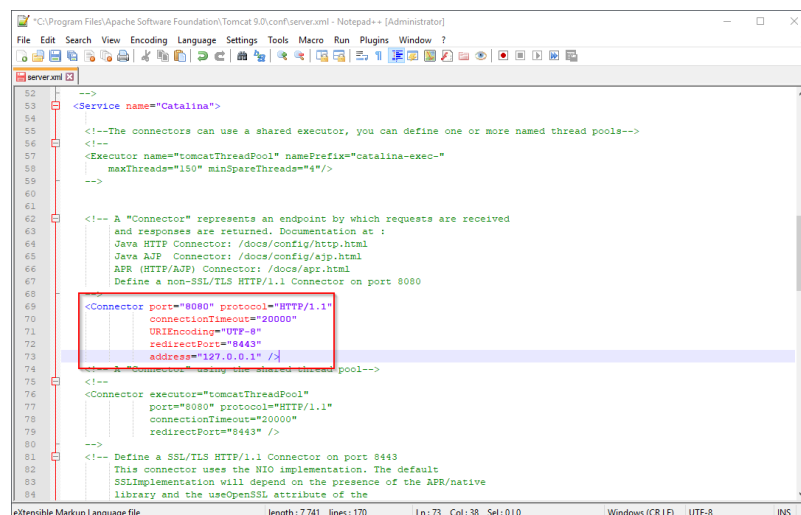 *C:\Program Files\Apache Software Foundation\Tomcat 9.0\conf\server.xml - Notepad++ [Administrator]
File Edit Search View Encoding Language Settings Tools Macro Run Plugins Window ?
server.xml
52 -->
53 <Service name="Catalina">
54
55 <!--The connectors can use a shared executor, you can define one or more named thread pools-->
56 <!--
57 <Executor name="tomcatThreadPool" namePrefix="catalina-exec-"
58 maxThreads="150" minSpareThreads="4"/>
59 -->
60
61
62 <!-- A "Connector" represents an endpoint by which requests are received
63 and responses are returned. Documentation at :
64 Java HTTP Connector: /docs/config/http.html
65 Java AJP  Connector: /docs/config/ajp.html
66 APR (HTTP/AJP) Connector: /docs/apr.html
67 Define a non-SSL/TLS HTTP/1.1 Connector on port 8080
68 -->
69 <Connector port="8080" protocol="HTTP/1.1"
70 connectionTimeout="20000"
71 URIEncoding="UTF-8"
72 redirectPort="8443"
73 address="127.0.0.1" />
74 <!-- A "Connector" using the shared thread pool-->
75 <!--
76 <Connector executor="tomcatThreadPool"
77 port="8080" protocol="HTTP/1.1"
78 connectionTimeout="20000"
79 redirectPort="8443" />
80 -->
81 <!-- Define a SSL/TLS HTTP/1.1 Connector on port 8443
82 This connector uses the NIO implementation. The default
83 SSLImplementation will depend on the presence of the APR/native
84 library and the useOpenSSL attribute of the
eXtensible Markup Language file length : 7,741 lines : 170 Ln : 73 Col : 38 Sel : 0 | 0 Windows (CR LF) UTF-8 INS